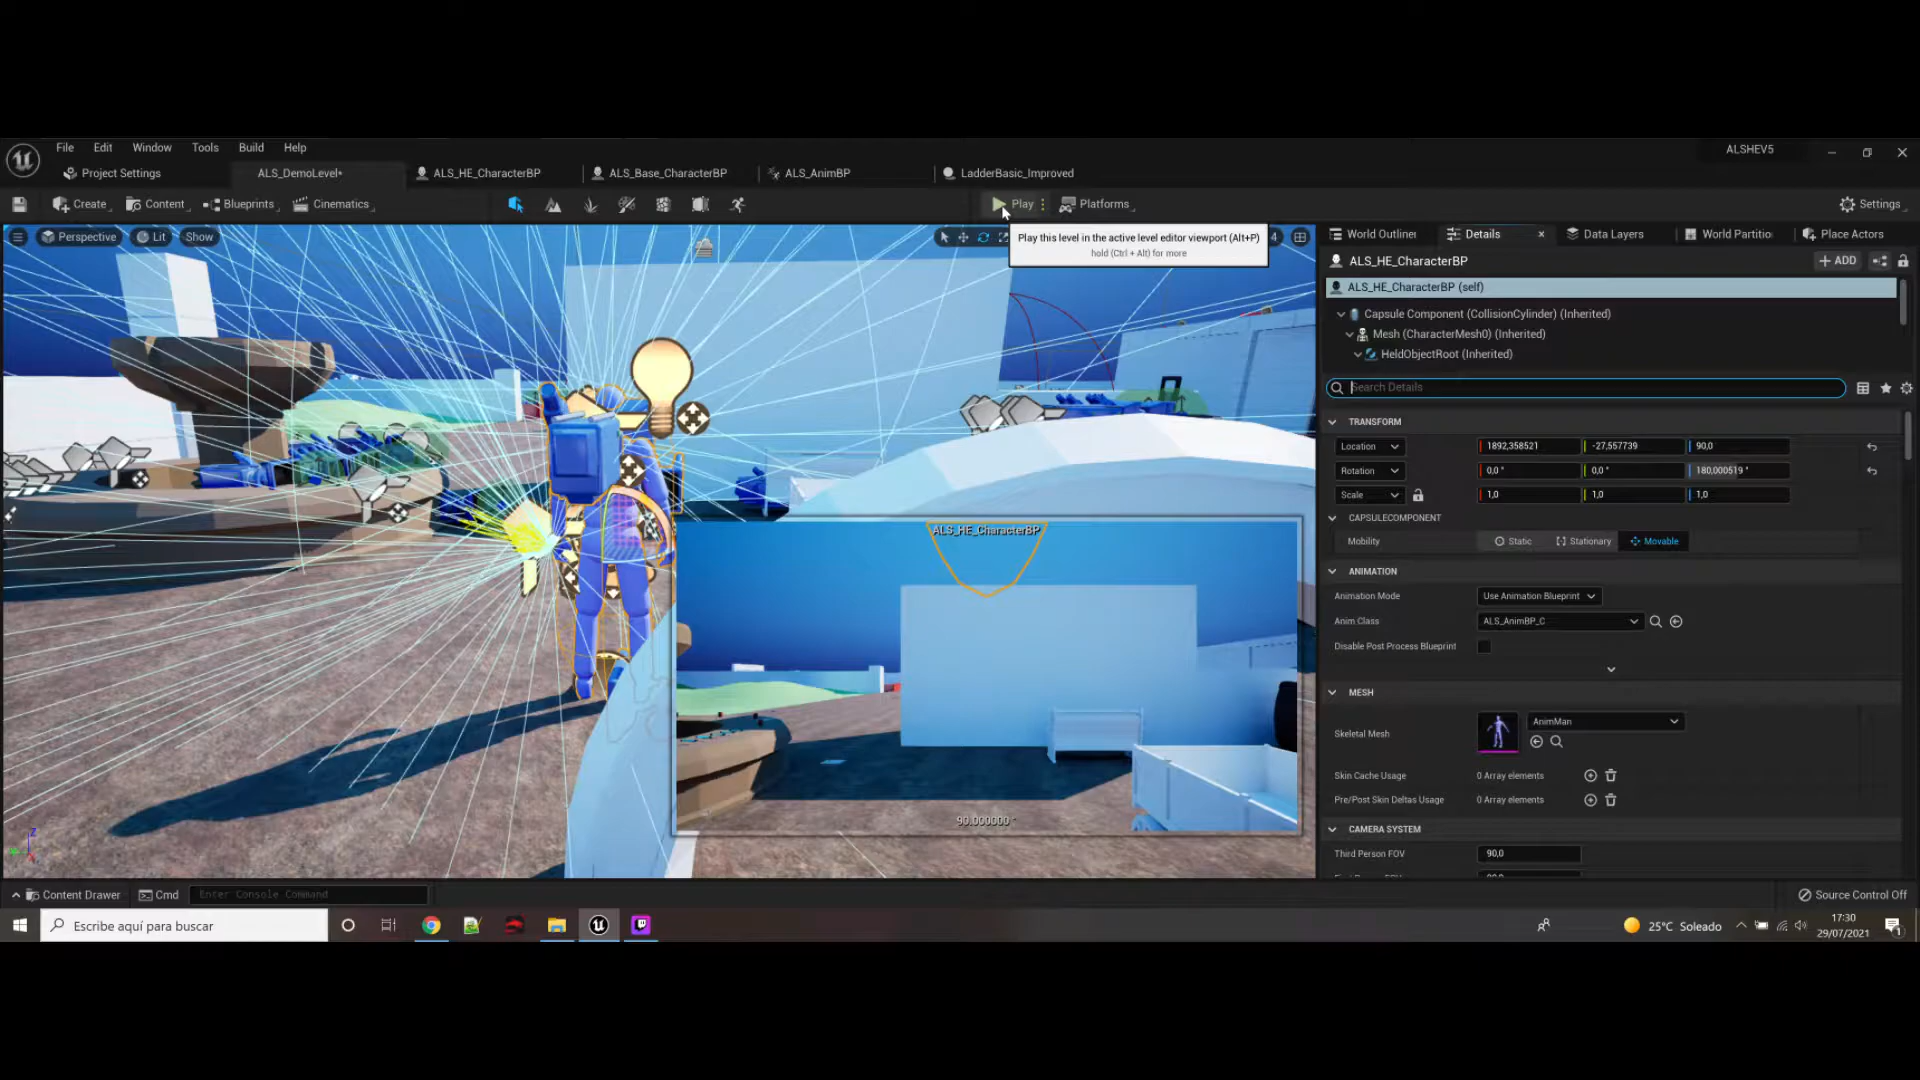 File Edit Window Tools Build Help
ALSHEV5
Project Settings
ALS_DemoLevel*
ALS_HE_CharacterBP
ALS_Base_CharacterBP
ALS_AnimBP
LadderBasic_Improved
Create
Content
Blueprints
Cinematics
Play
Platforms
Settings
Perspective
Lit
Show
4
Play this level in the active level editor viewport (Alt+P)
hold (Ctrl + Alt) for more
World Outliner
Details
Data Layers
World Partitio
Place Actors
ALS_HE_CharacterBP
ADD
ALS_HE_CharacterBP (self)
Capsule Component (CollisionCylinder) (Inherited)
Mesh (CharacterMesh0) (Inherited)
HeldObjectRoot (Inherited)
Search Details
TRANSFORM
Location 1892,358521 -27,557739 90,0
Rotation 0,0 ° 0,0 ° 180,000519 °
Scale 1,0 1,0 1,0
CAPSULECOMPONENT
Mobility Static Stationary Movable
ANIMATION
Animation Mode Use Animation Blueprint
Anim Class ALS_AnimBP_C
Disable Post Process Blueprint
MESH
Skeletal Mesh AnimMan
Skin Cache Usage 0 Array elements
Pre/Post Skin Deltas Usage 0 Array elements
CAMERA SYSTEM
Third Person FOV 90,0
ALS_HE_CharacterBP
90.000000 °
Z
Content Drawer
Cmd
Enter Console Command
Source Control Off
Escribe aquí para buscar
25°C Soleado
17:30
29/07/2021
1